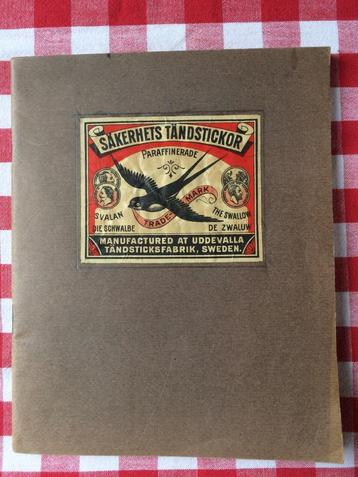 SÄKERHETS TÄNDSTICKOR
PARAFFINERADE
TRADE-MARK
SVALAN THE SWALLOW
DIE SCHWALBE DE ZWALUW
MANUFACTURED AT UDDEVALLA
TÄNDSTICKSFABRIK, SWEDEN.